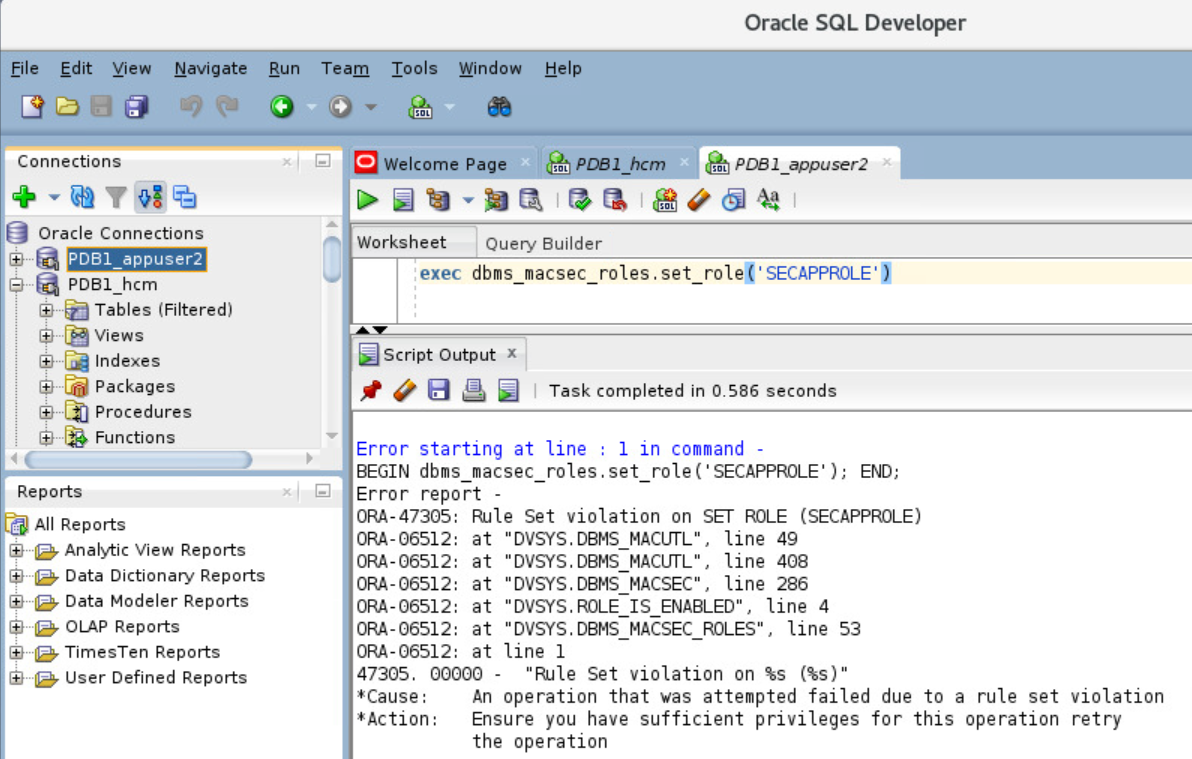 Oracle SQL Developer
File Edit View Navigate Run Team Tools Window Help
SQL
Connections
Oracle Connections
PDB1_appuser2
PDB1_hcm
Tables (Filtered)
Views
Indexes
Packages
Procedures
Functions
Reports
All Reports
Analytic View Reports
Data Dictionary Reports
Data Modeler Reports
OLAP Reports
TimesTen Reports
User Defined Reports
Welcome Page
SQL PDB1_hcm
SQL PDB1_appuser2
SQL Aa
Worksheet Query Builder
exec dbms_macsec_roles.set_role('SECAPPROLE')
Script Output
Task completed in 0.586 seconds
Error starting at line : 1 in command -
BEGIN dbms_macsec_roles.set_role('SECAPPROLE'); END;
Error report -
ORA-47305: Rule Set violation on SET ROLE (SECAPPROLE)
ORA-06512: at "DVSYS.DBMS_MACUTL", line 49
ORA-06512: at "DVSYS.DBMS_MACUTL", line 408
ORA-06512: at "DVSYS.DBMS_MACSEC", line 286
ORA-06512: at "DVSYS.ROLE_IS_ENABLED", line 4
ORA-06512: at "DVSYS.DBMS_MACSEC_ROLES", line 53
ORA-06512: at line 1
47305. 00000 - "Rule Set violation on %s (%s)"
*Cause: An operation that was attempted failed due to a rule set violation
*Action: Ensure you have sufficient privileges for this operation retry
the operation